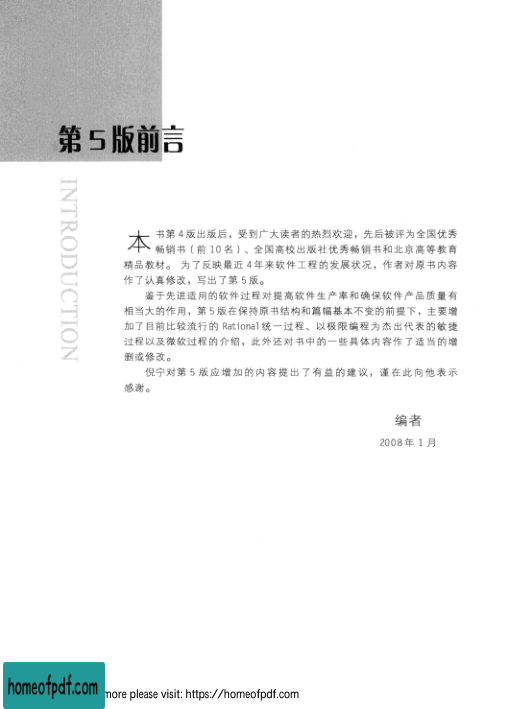 第5版前言
INTRODUCTION
本书第4版出版后，受到广大读者的热烈欢迎，先后被评为全国优秀
畅销书（前10名）、全国高校出版社优秀畅销书和北京高等教育
精品教材。为了反映最近4年来软件工程的发展状况，作者对原书内容
作了认真修改，写出了第5版。
鉴于先进适用的软件过程对提高软件生产率和确保软件产品质量有
相当大的作用，第5版在保持原书结构和篇幅基本不变的前提下，主要增
加了目前比较流行的Rational统一过程、以极限编程为杰出代表的敏捷
过程以及微软过程的介绍，此外还对书中的一些具体内容作了适当的增
删或修改。
倪宁对第5版应增加的内容提出了有益的建议，谨在此向他表示
感谢。
编者
2008年1月
homeofpdf.com
more please visit: https://homeofpdf.com